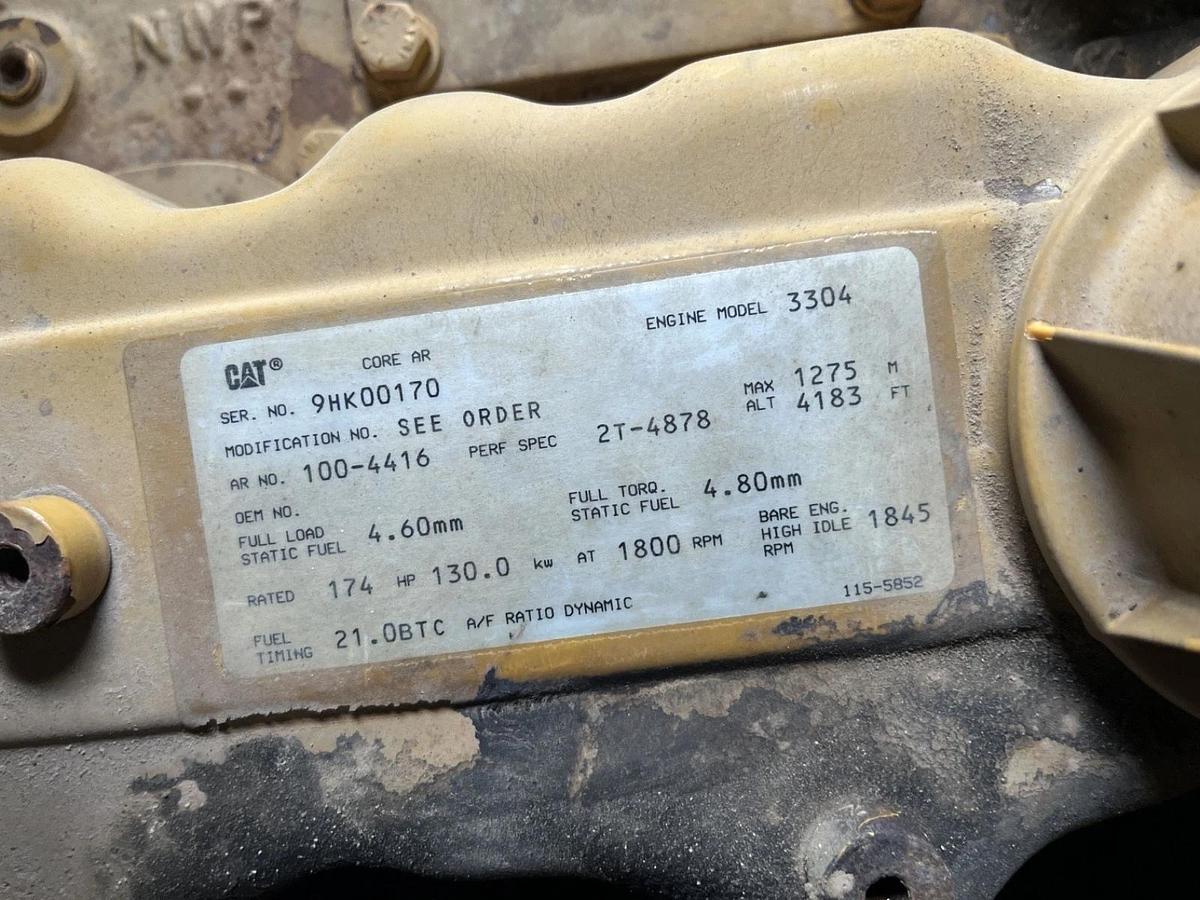 NWP
ENGINE MODEL 3304
CAT® CORE AR
SER. NO. 9HK00170
MAX ALT 1275 M 4183 FT
MODIFICATION NO. SEE ORDER
AR NO. 100-4416 PERF SPEC 2T-4878
OEM NO.
FULL LOAD STATIC FUEL 4.60mm FULL TORQ. STATIC FUEL 4.80mm
RATED 174 HP 130.0 kw AT 1800 RPM BARE ENG. HIGH IDLE RPM 1845
FUEL TIMING 21.0BTC A/F RATIO DYNAMIC
115-5852